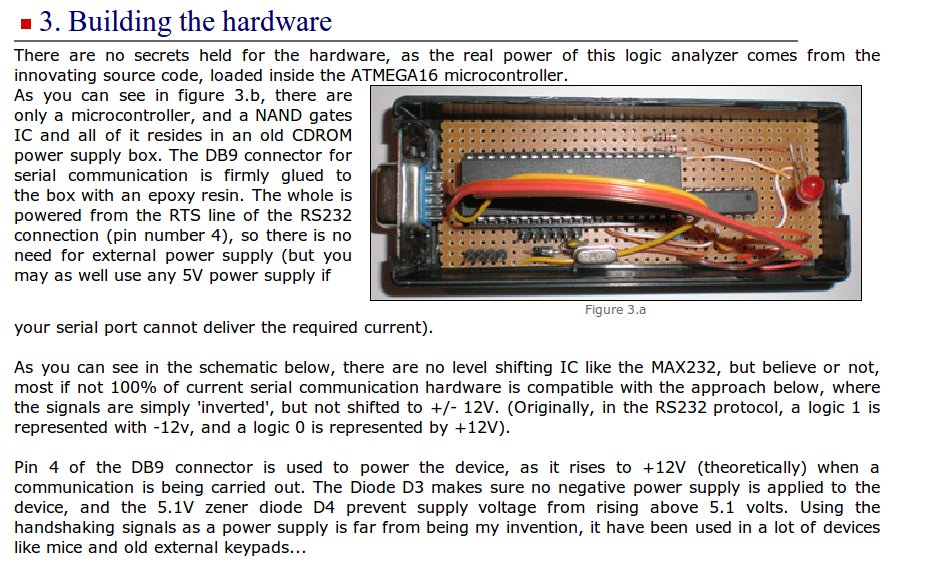 3. Building the hardware
There are no secrets held for the hardware, as the real power of this logic analyzer comes from the
innovating source code, loaded inside the ATMEGA16 microcontroller.
As you can see in figure 3.b, there are
only a microcontroller, and a NAND gates
IC and all of it resides in an old CDROM
power supply box. The DB9 connector for
serial communication is firmly glued to
the box with an epoxy resin. The whole is
powered from the RTS line of the RS232
connection (pin number 4), so there is no
need for external power supply (but you
may as well use any 5V power supply if
Figure 3.a
your serial port cannot deliver the required current).
As you can see in the schematic below, there are no level shifting IC like the MAX232, but believe or not,
most if not 100% of current serial communication hardware is compatible with the approach below, where
the signals are simply 'inverted', but not shifted to +/- 12V. (Originally, in the RS232 protocol, a logic 1 is
represented with -12v, and a logic 0 is represented by +12V).
Pin 4 of the DB9 connector is used to power the device, as it rises to +12V (theoretically) when a
communication is being carried out. The Diode D3 makes sure no negative power supply is applied to the
device, and the 5.1V zener diode D4 prevent supply voltage from rising above 5.1 volts. Using the
handshaking signals as a power supply is far from being my invention, it have been used in a lot of devices
like mice and old external keypads...